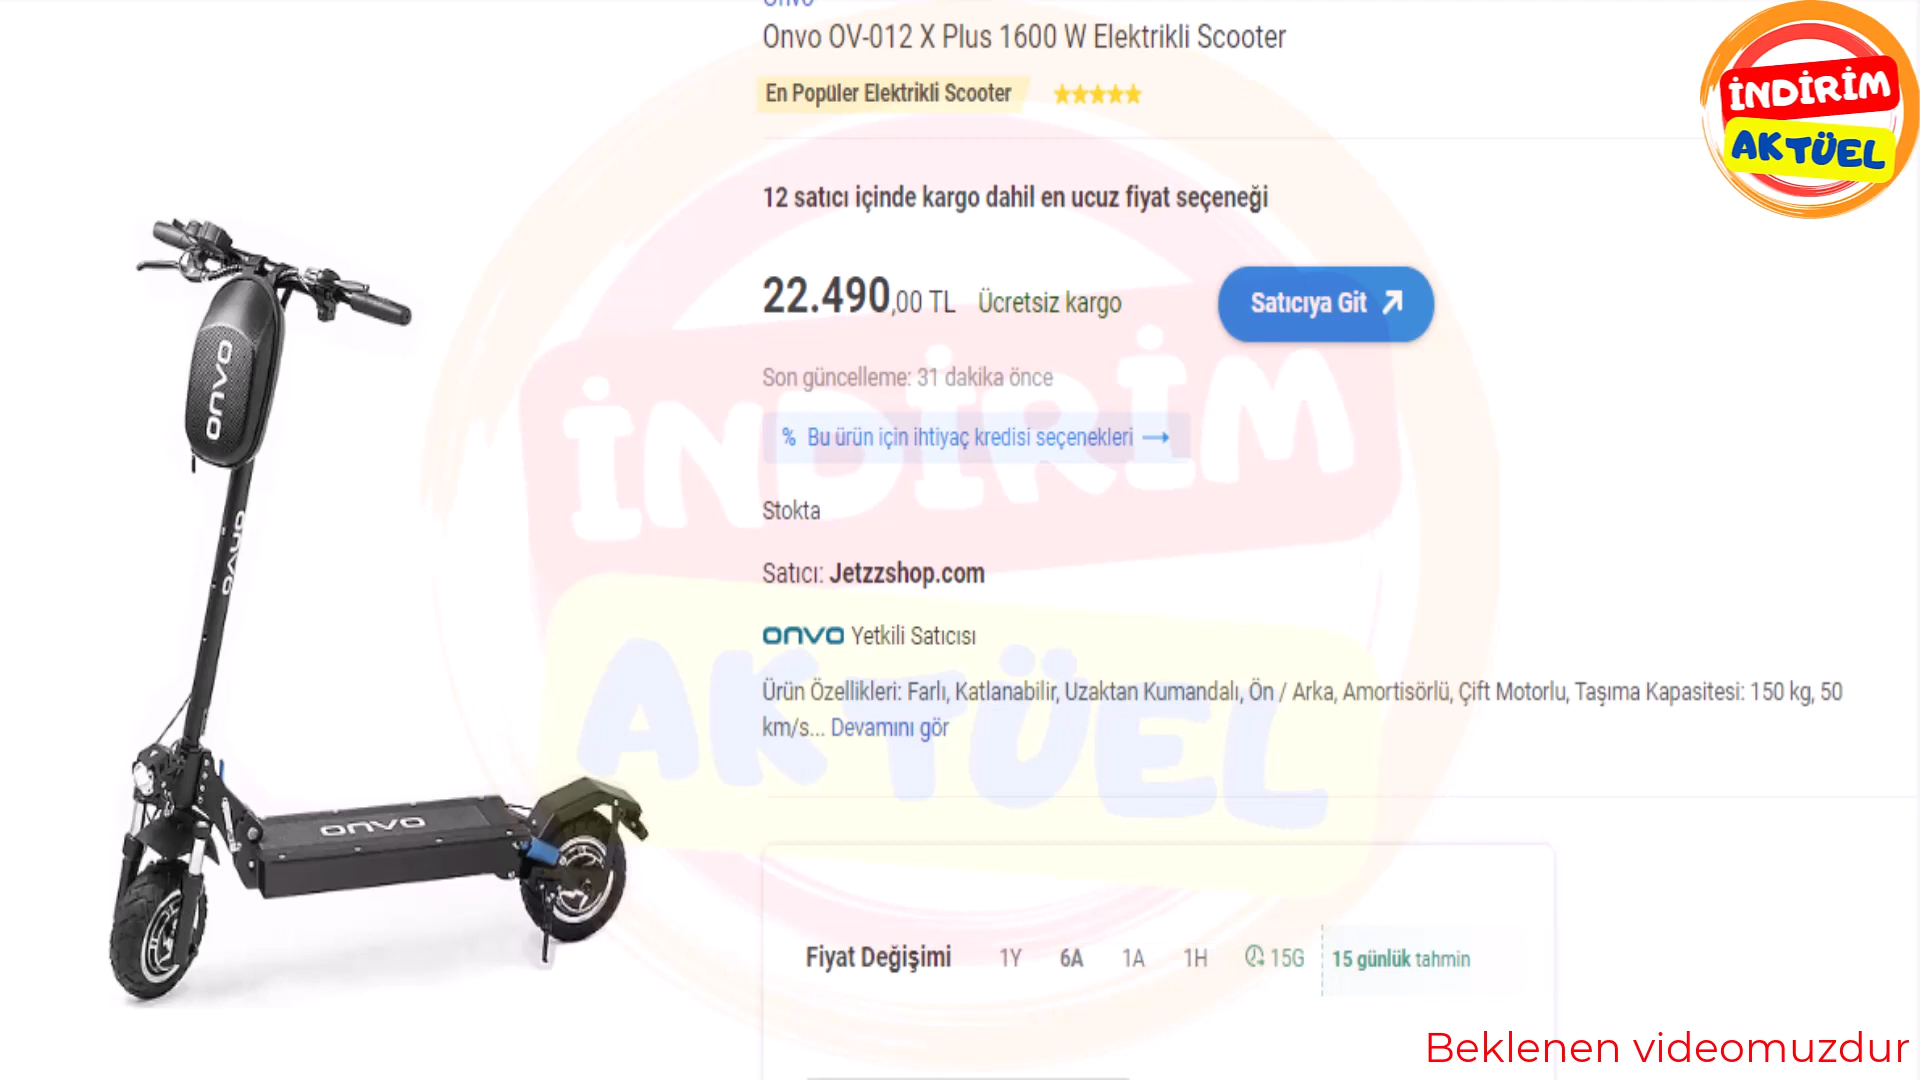 Onvo
Onvo OV-012 X Plus 1600 W Elektrikli Scooter
En Popüler Elektrikli Scooter
İNDİRİM
AKTÜEL
12 satıcı içinde kargo dahil en ucuz fiyat seçeneği
22.490,00 TL Ücretsiz kargo
Satıcıya Git
Son güncelleme: 31 dakika önce
% Bu ürün için ihtiyaç kredisi seçenekleri →
Stokta
Satıcı: Jetzzshop.com
onvo Yetkili Satıcısı
Ürün Özellikleri: Farlı, Katlanabilir, Uzaktan Kumandalı, Ön / Arka, Amortisörlü, Çift Motorlu, Taşıma Kapasitesi: 150 kg, 50
km/s... Devamını gör
Fiyat Değişimi 1Y 6A 1A 1H 15G 15 günlük tahmin
Beklenen videomuzdur
onvo
onvo
onvo
İNDİRİM
AKTÜEL